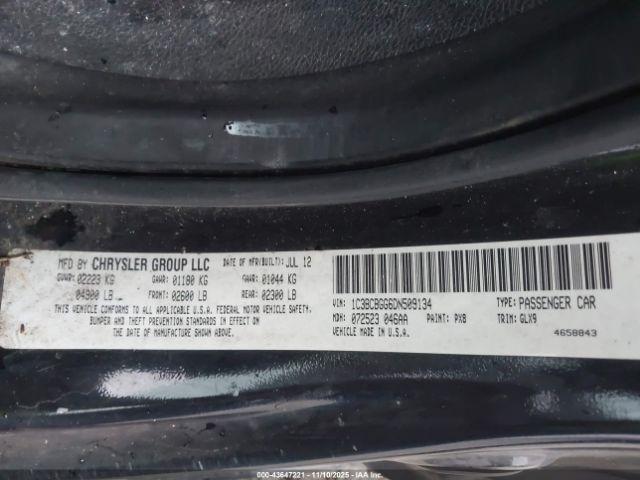 MFD BY CHRYSLER GROUP LLC DATE OF MFR(BUILT): JUL 12
GVWR: 02223 KG GAWR: 01180 KG GAWR: 01044 KG
04900 LB FRONT: 02600 LB REAR: 02300 LB
THIS VEHICLE CONFORMS TO ALL APPLICABLE U.S.A. FEDERAL MOTOR VEHICLE SAFETY,
BUMPER AND THEFT PREVENTION STANDARDS IN EFFECT ON
THE DATE OF MANUFACTURE SHOWN ABOVE.
VIN: 1C3BCBGG6DN509134 TYPE: PASSENGER CAR
MDH: 072523 046AA PAINT: PX8 TRIM: GLX9
VEHICLE MADE IN U.S.A. 4658843
000-43647221 - 11/10/2025 - IAA Inc.